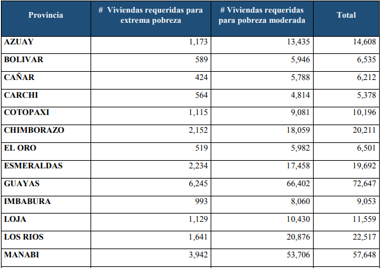 Provincia # Viviendas requeridas para extrema pobreza # Viviendas requeridas para pobreza moderada Total
AZUAY 1,173 13,435 14,608
BOLIVAR 589 5,946 6,535
CAÑAR 424 5,788 6,212
CARCHI 564 4,814 5,378
COTOPAXI 1,115 9,081 10,196
CHIMBORAZO 2,152 18,059 20,211
EL ORO 519 5,982 6,501
ESMERALDAS 2,234 17,458 19,692
GUAYAS 6,245 66,402 72,647
IMBABURA 993 8,060 9,053
LOJA 1,129 10,430 11,559
LOS RIOS 1,641 20,876 22,517
MANABI 3,942 53,706 57,648